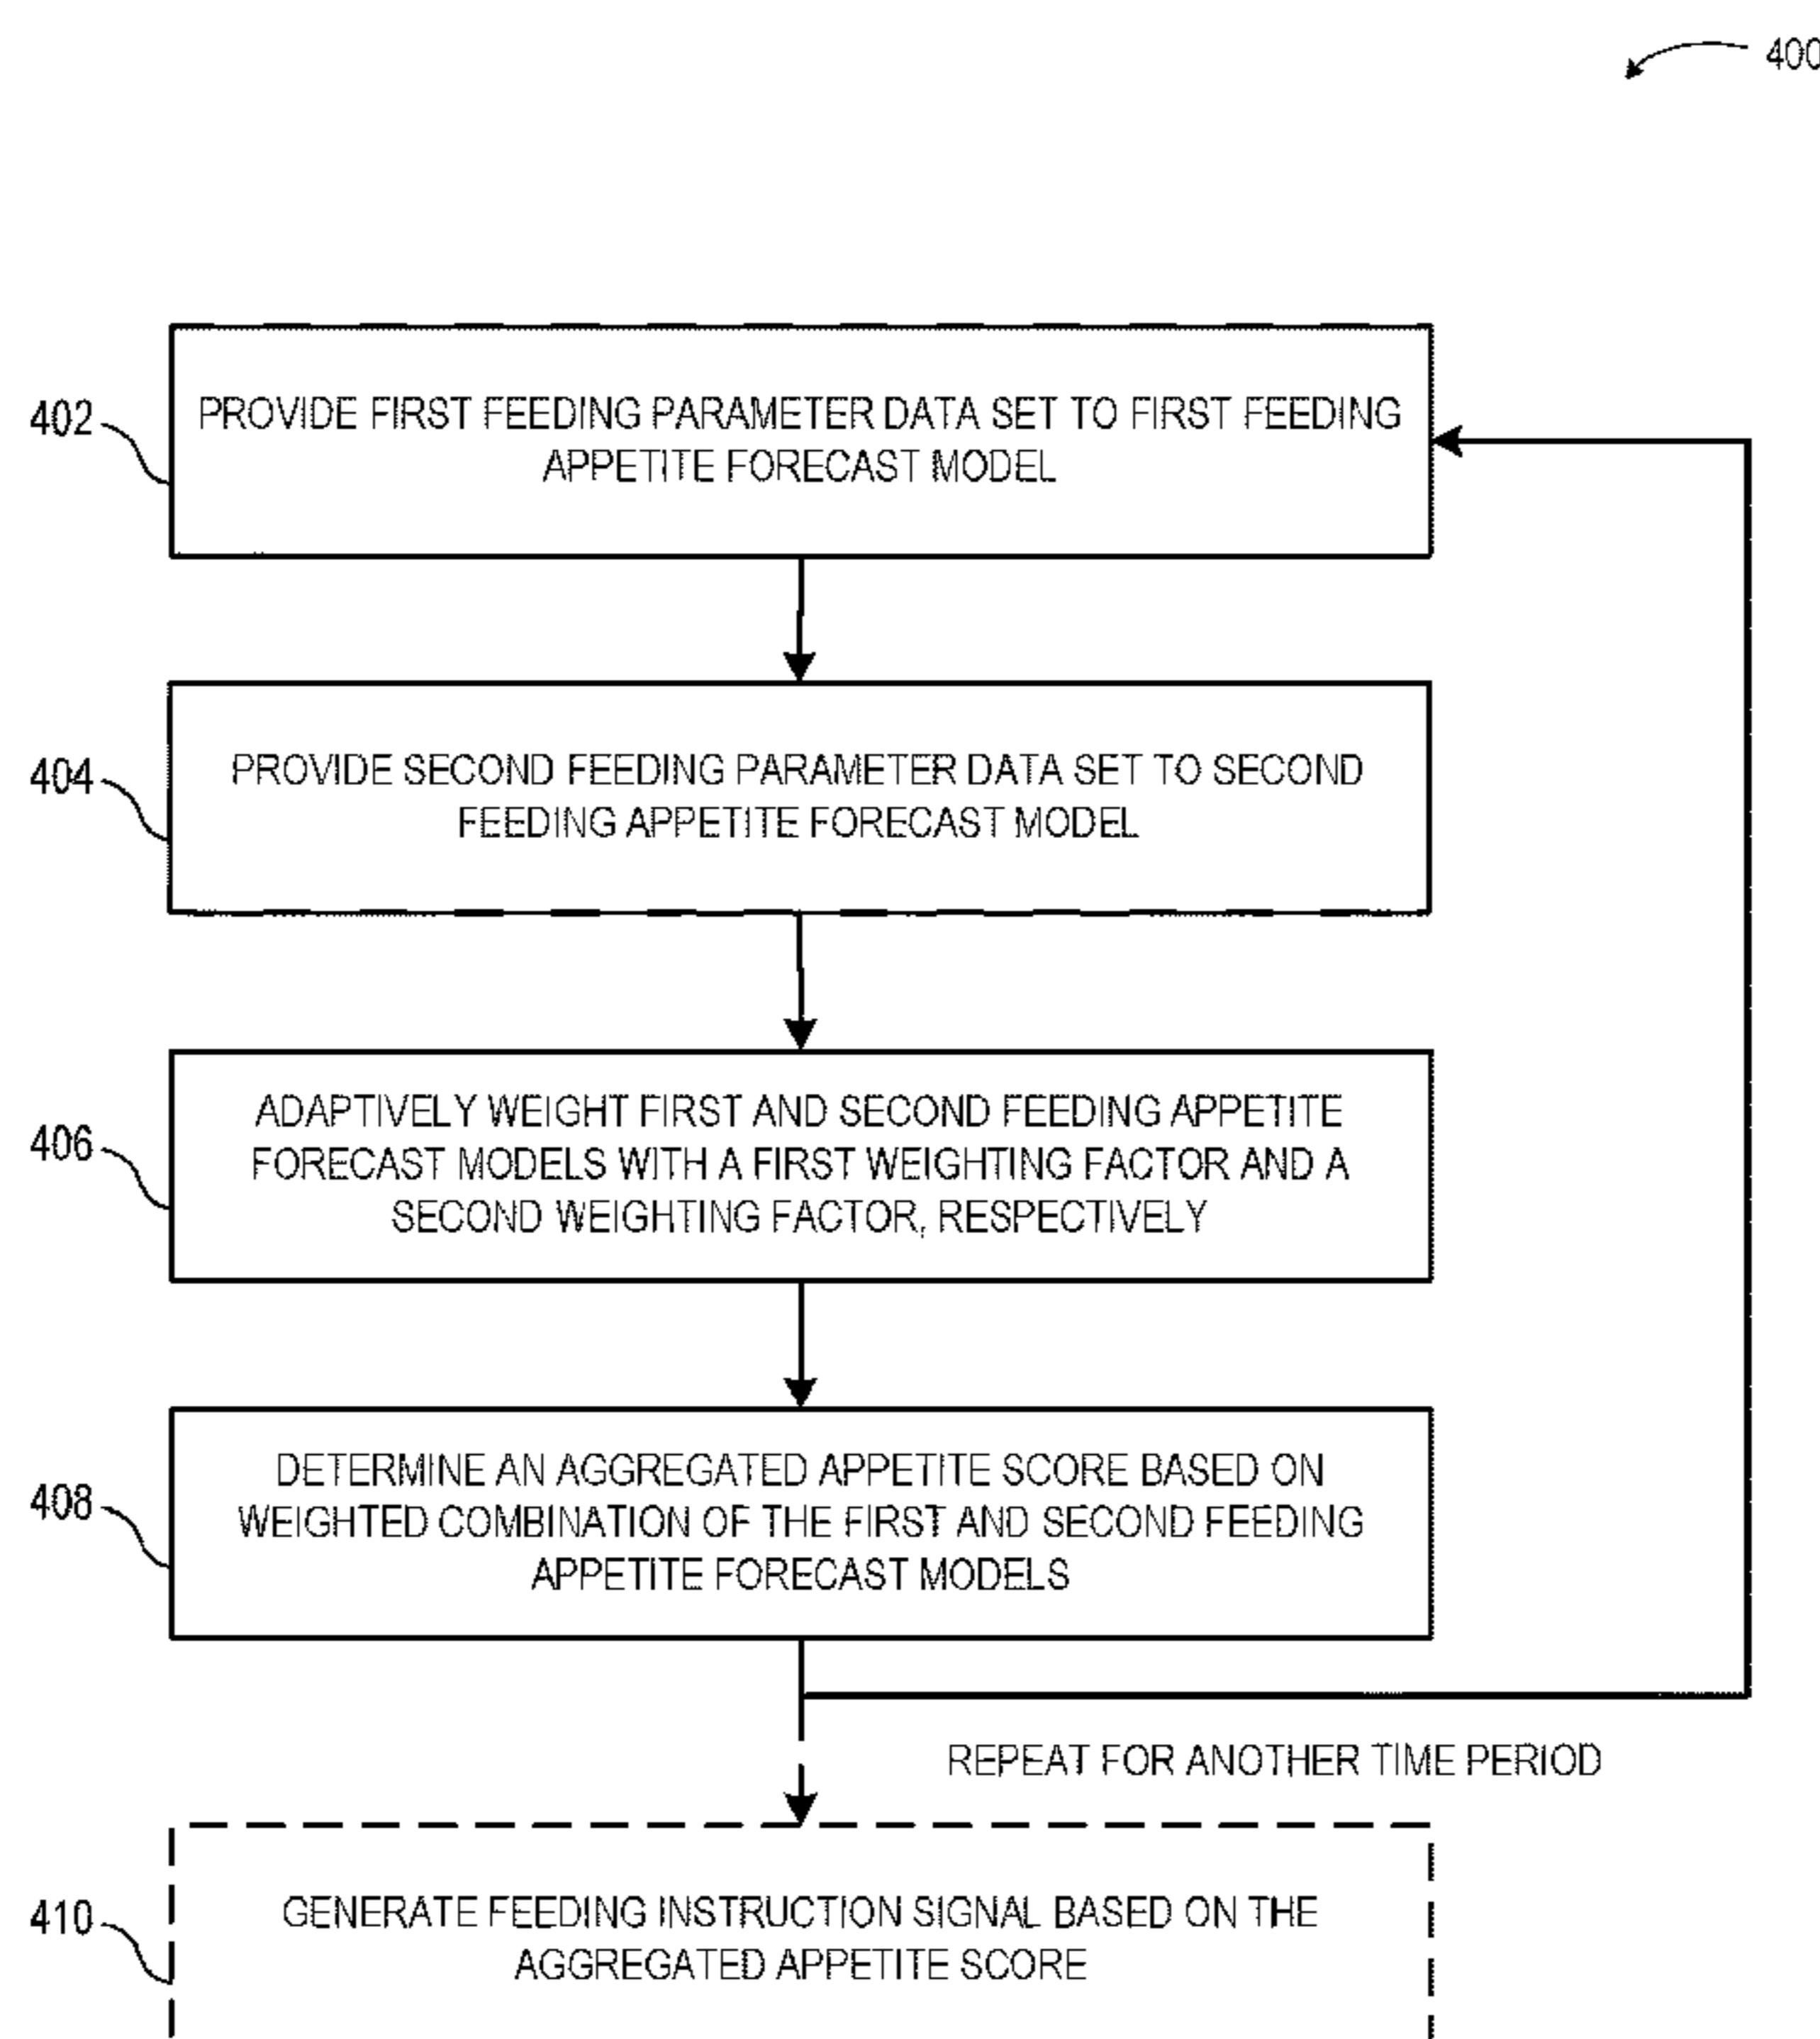 400
402
PROVIDE FIRST FEEDING PARAMETER DATA SET TO FIRST FEEDING
APPETITE FORECAST MODEL
404
PROVIDE SECOND FEEDING PARAMETER DATA SET TO SECOND
FEEDING APPETITE FORECAST MODEL
406
ADAPTIVELY WEIGHT FIRST AND SECOND FEEDING APPETITE
FORECAST MODELS WITH A FIRST WEIGHTING FACTOR AND A
SECOND WEIGHTING FACTOR, RESPECTIVELY
408
DETERMINE AN AGGREGATED APPETITE SCORE BASED ON
WEIGHTED COMBINATION OF THE FIRST AND SECOND FEEDING
APPETITE FORECAST MODELS
REPEAT FOR ANOTHER TIME PERIOD
410
GENERATE FEEDING INSTRUCTION SIGNAL BASED ON THE
AGGREGATED APPETITE SCORE